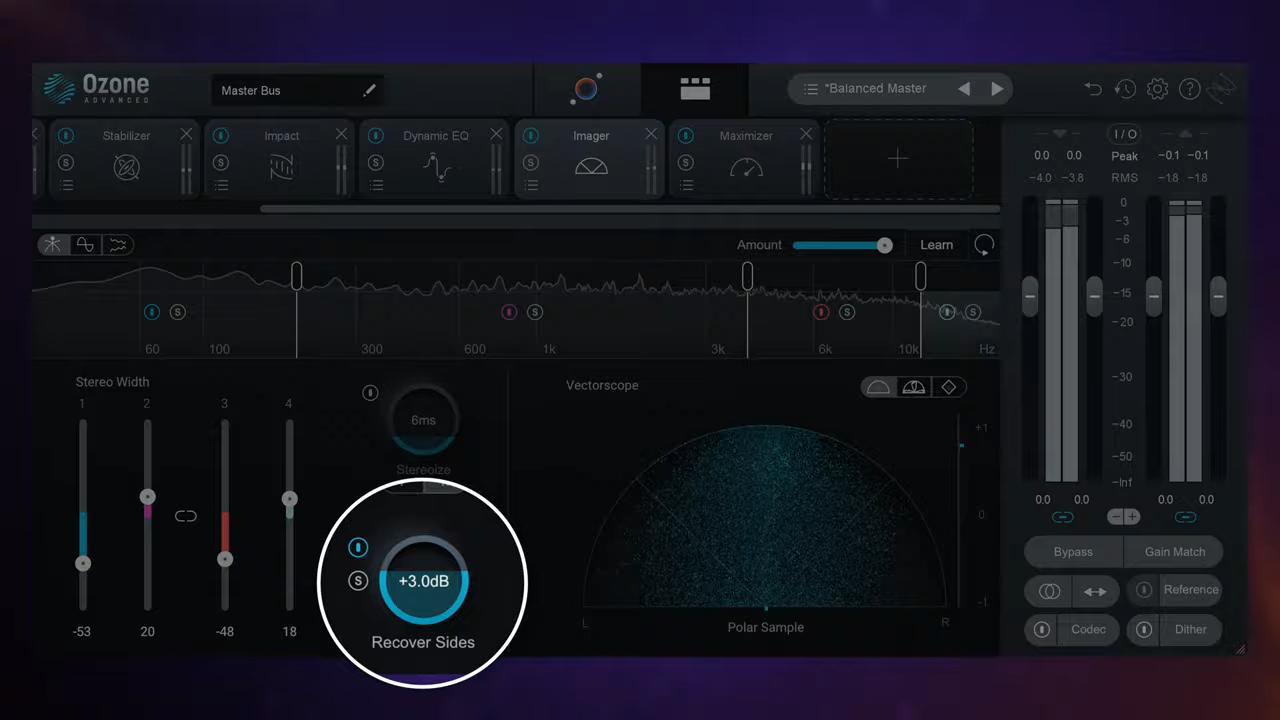 Ozone
ADVANCED
Master Bus
*Balanced Master
Stabilizer
S
Impact
S
Dynamic EQ
S
Imager
S
Maximizer
S
I / O
0.0 0.0 Peak -0.1 -0.1
-4.0 -3.8 RMS -1.8 -1.8
Amount
Learn
S
S
S
S
60 100 300 600 1k 3k 6k 10k Hz
Stereo Width
1 2 3 4
-53 20 -48 18
6ms
Stereoize
S
+3.0dB
Recover Sides
Vectorscope
+1
0
-1
L
R
Polar Sample
0
-3
-6
-10
-15
-20
-30
-40
-50
-Inf
0.0 0.0 0.0 0.0
Bypass
Gain Match
Reference
Codec
Dither